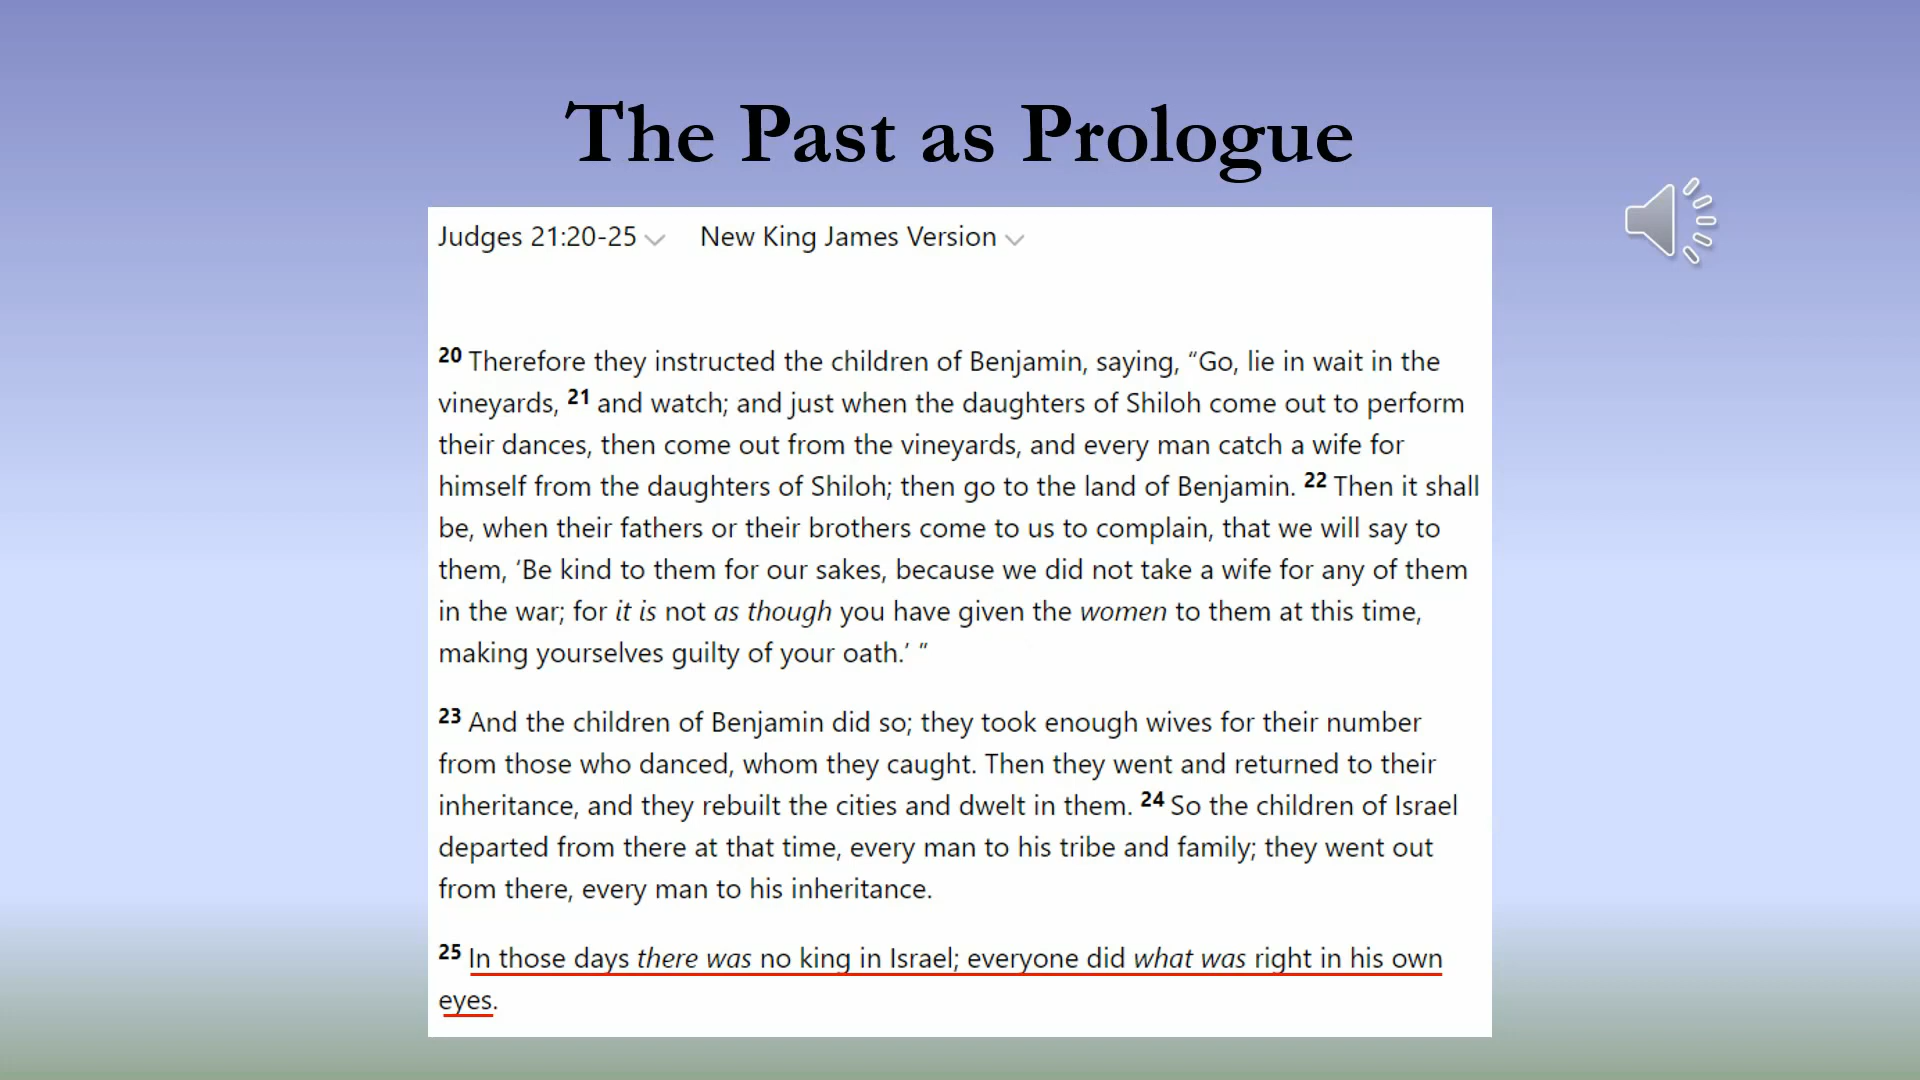 The Past as Prologue
Judges 21:20-25 New King James Version
20 Therefore they instructed the children of Benjamin, saying, “Go, lie in wait in the
vineyards, 21 and watch; and just when the daughters of Shiloh come out to perform
their dances, then come out from the vineyards, and every man catch a wife for
himself from the daughters of Shiloh; then go to the land of Benjamin. 22 Then it shall
be, when their fathers or their brothers come to us to complain, that we will say to
them, ‘Be kind to them for our sakes, because we did not take a wife for any of them
in the war; for it is not as though you have given the women to them at this time,
making yourselves guilty of your oath.’ ”
23 And the children of Benjamin did so; they took enough wives for their number
from those who danced, whom they caught. Then they went and returned to their
inheritance, and they rebuilt the cities and dwelt in them. 24 So the children of Israel
departed from there at that time, every man to his tribe and family; they went out
from there, every man to his inheritance.
25 In those days there was no king in Israel; everyone did what was right in his own
eyes.